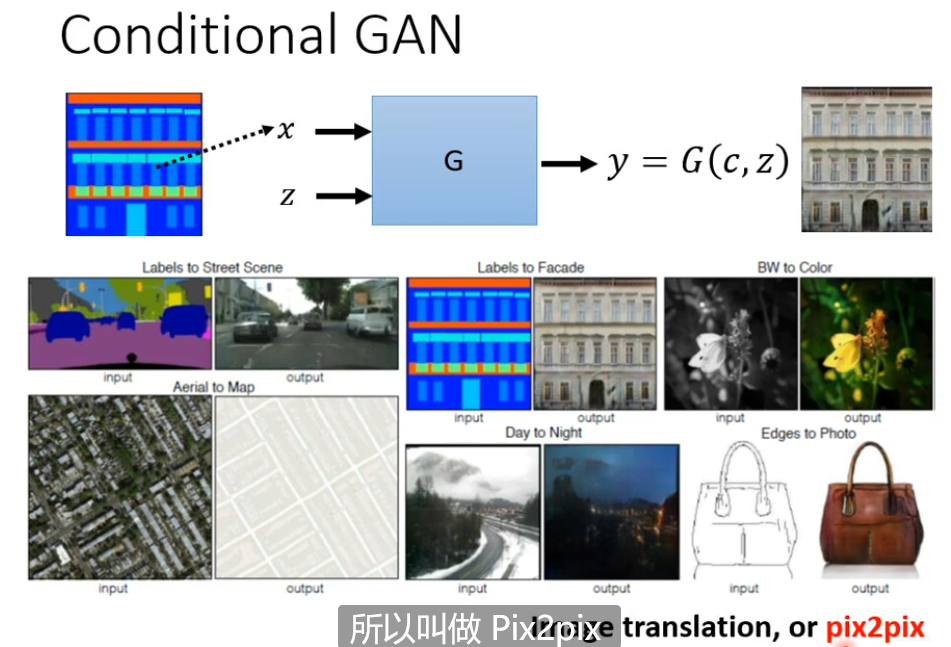 Conditional GAN
x
G
y = G(c, z)
z
Labels to Street Scene
Labels to Facade
BW to Color
input
output
Aerial to Map
input
output
input
output
Day to Night
Edges to Photo
input
output
input
output
input
output
Image translation, or pix2pix
所以叫做 Pix2pix